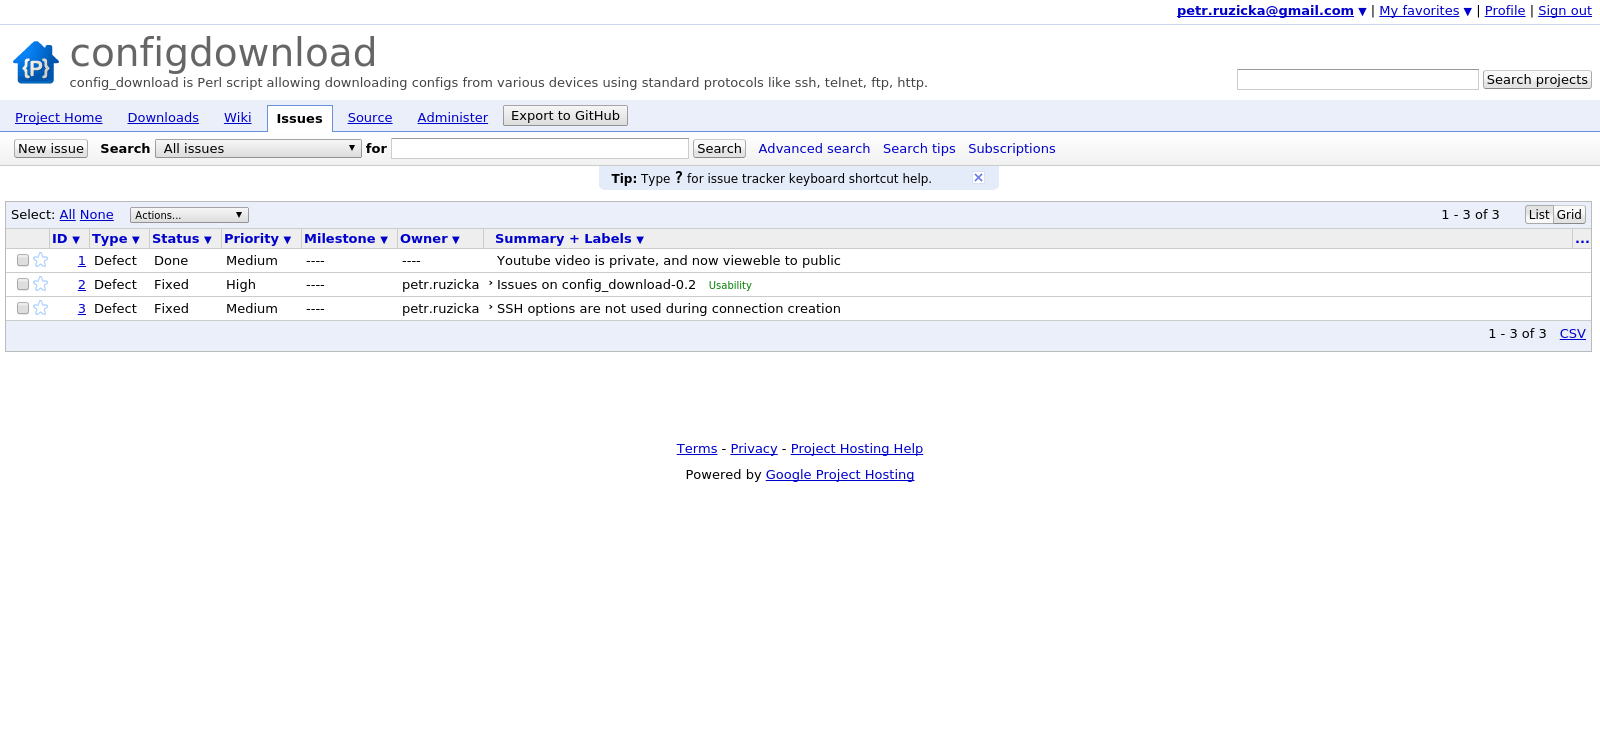 petr.ruzicka@gmail.com ▼ | My favorites ▼ | Profile | Sign out
{P}
configdownload
config_download is Perl script allowing downloading configs from various devices using standard protocols like ssh, telnet, ftp, http.
Search projects
Project Home Downloads Wiki Issues Source Administer Export to GitHub
New issue Search All issues ▼ for Search Advanced search Search tips Subscriptions
Tip: Type ? for issue tracker keyboard shortcut help.
Select: All None Actions... ▼ 1 - 3 of 3 List Grid
ID ▼ Type ▼ Status ▼ Priority ▼ Milestone ▼ Owner ▼ Summary + Labels ▼ ...
1 Defect Done Medium ---- ---- Youtube video is private, and now vieweble to public
2 Defect Fixed High ---- petr.ruzicka › Issues on config_download-0.2 Usability
3 Defect Fixed Medium ---- petr.ruzicka › SSH options are not used during connection creation
1 - 3 of 3 CSV
Terms - Privacy - Project Hosting Help
Powered by Google Project Hosting